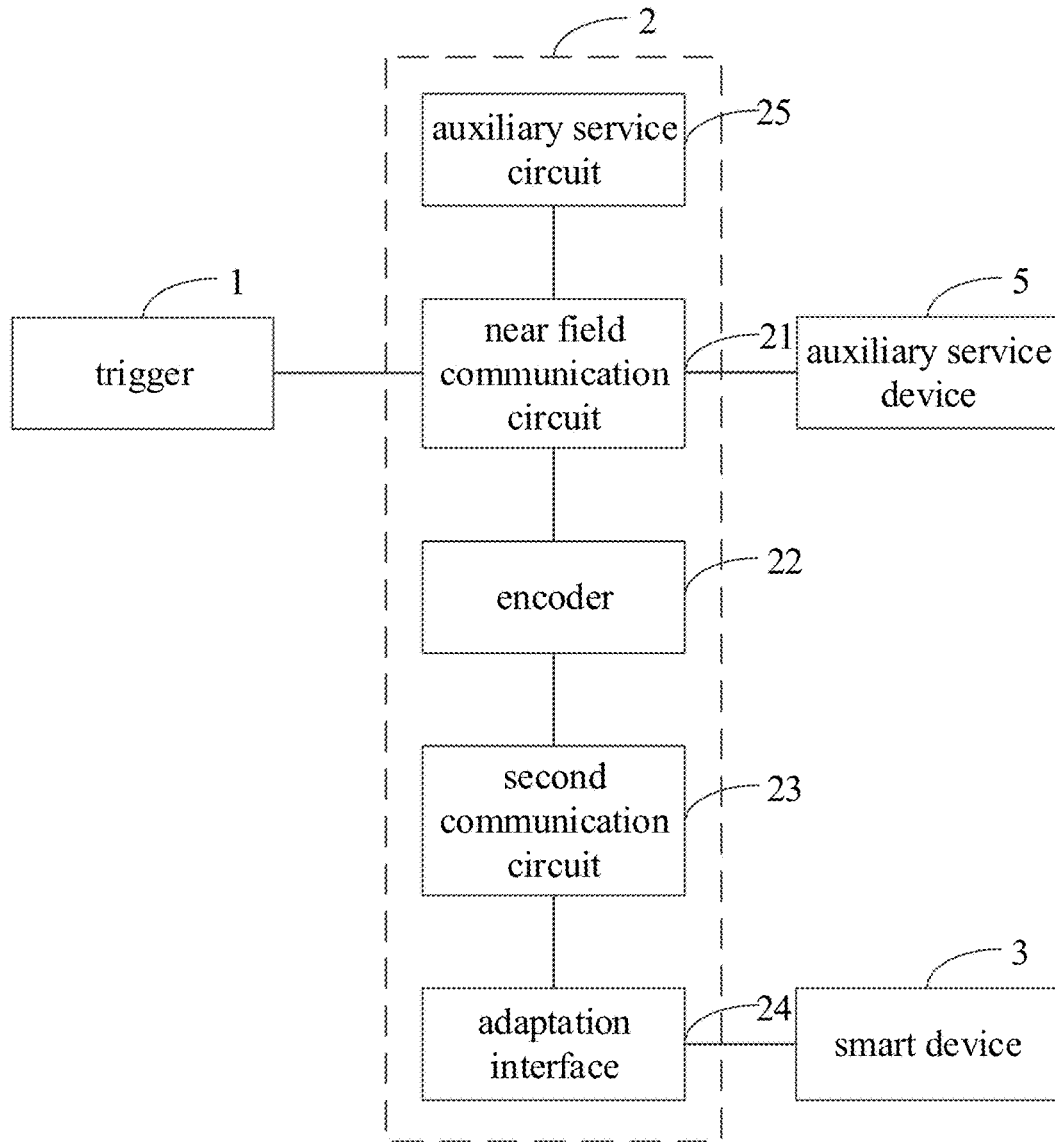 2
auxiliary service
circuit
25
1
trigger
near field
communication
circuit
21
5
auxiliary service
device
encoder
22
second
communication
circuit
23
adaptation
interface
24
3
smart device